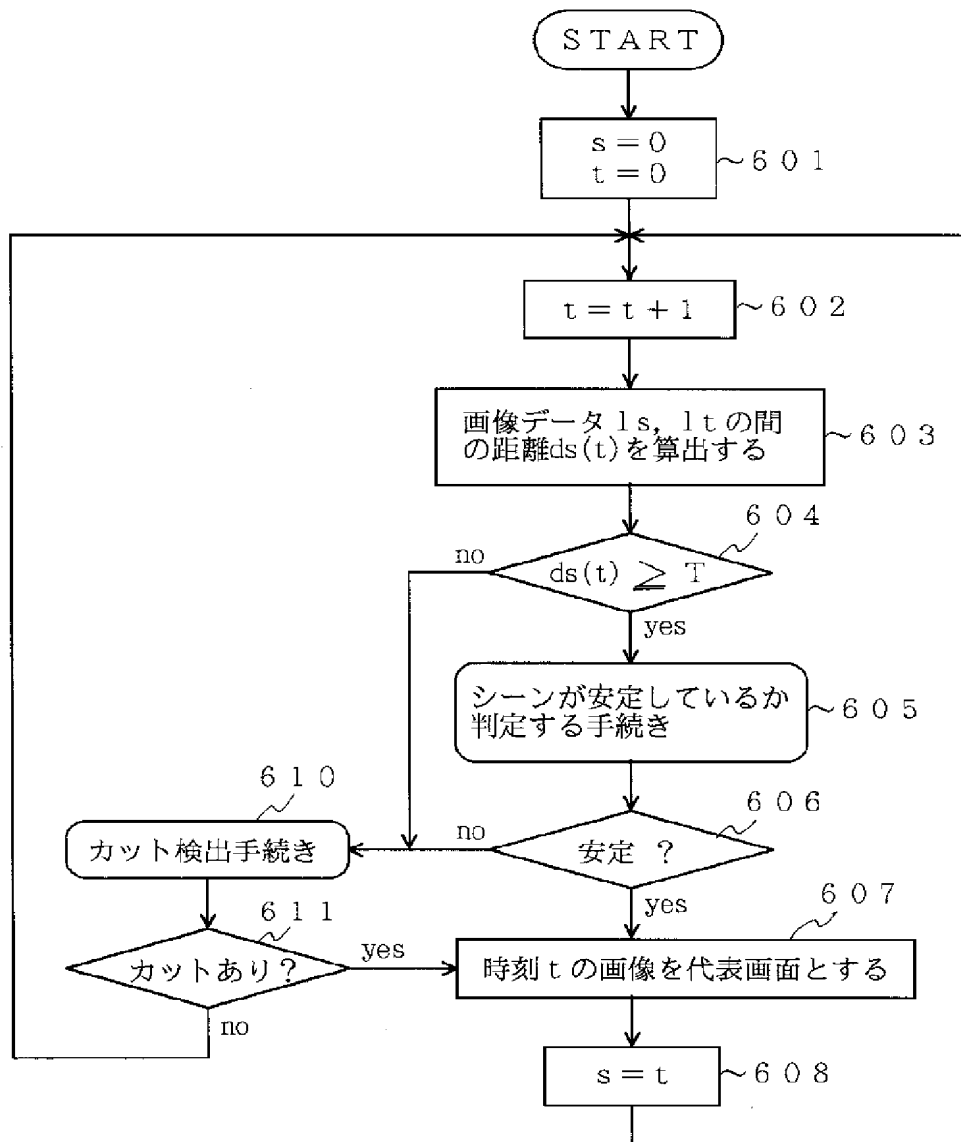 ＳＴＡＲＴ
s＝0
t＝0
～６０１
t＝t＋1
～６０２
画像データ1s，1tの間
の距離ds(t)を算出する
～６０３
６０４
ds(t) ≧ T
no
yes
シーンが安定しているか
判定する手続き
～６０５
６１０
カット検出手続き
６０６
安定 ？
no
yes
６１１
カットあり？
yes
no
６０７
時刻tの画像を代表画面とする
s＝t
～６０８